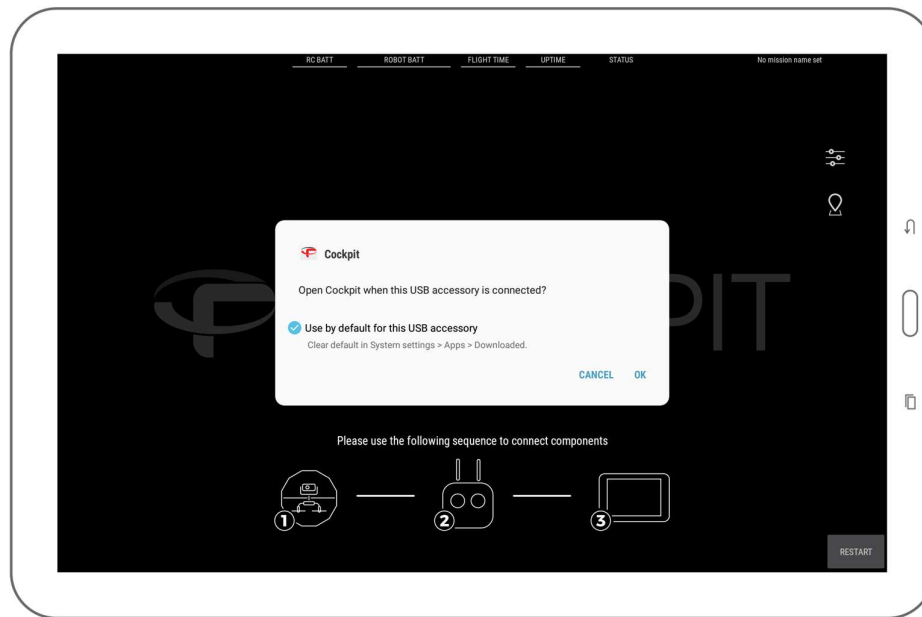 RC BATT ROBOT BATT FLIGHT TIME UPTIME STATUS No mission name set
Cockpit
Open Cockpit when this USB accessory is connected?
PIT
Use by default for this USB accessory
Clear default in System settings > Apps > Downloaded.
CANCEL OK
Please use the following sequence to connect components
1 2 3
RESTART